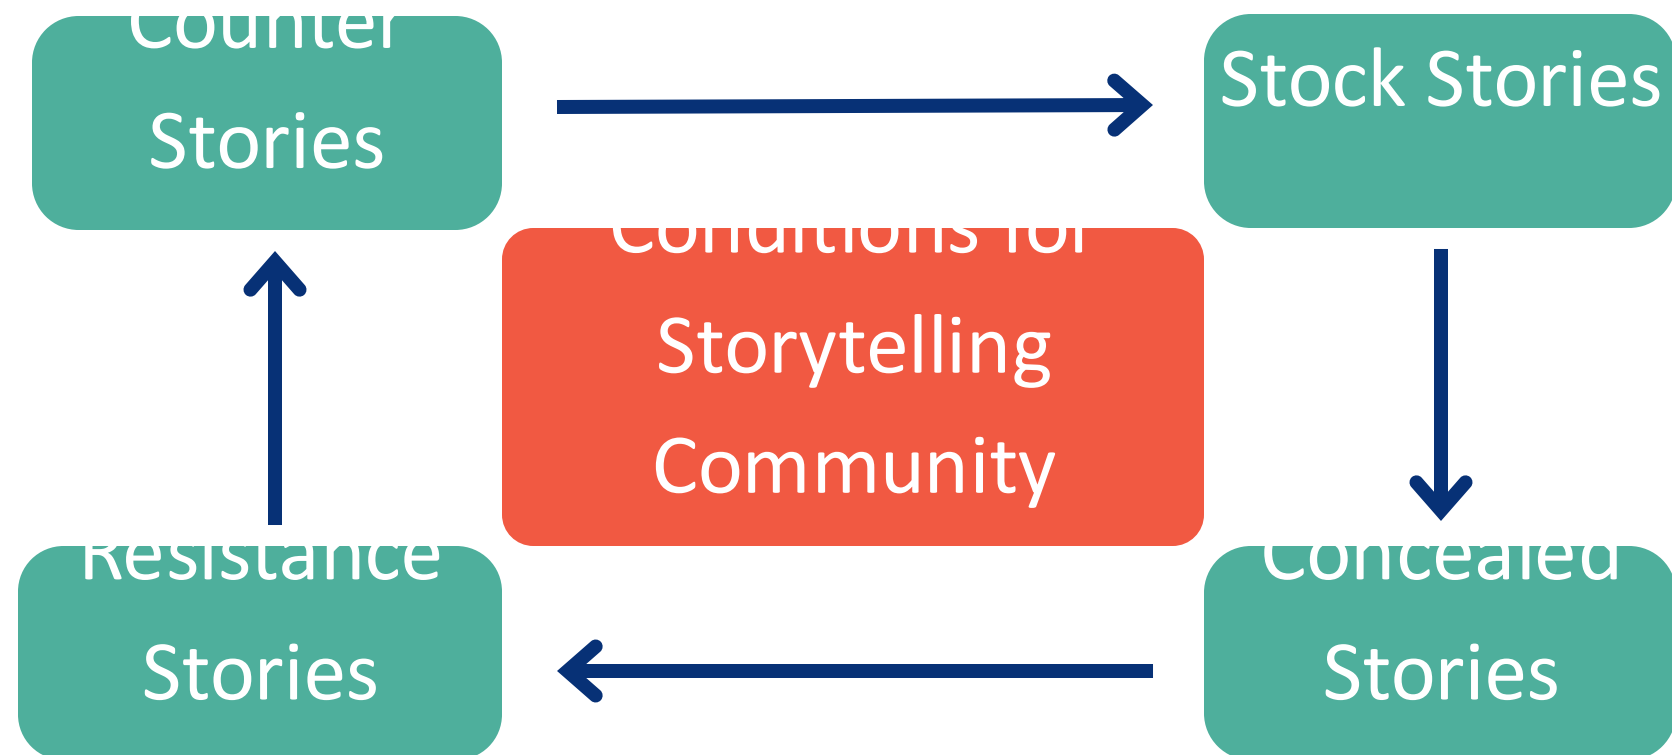 Counter
Stories
Stock Stories
Conditions for
Storytelling
Community
Resistance
Stories
Concealed
Stories